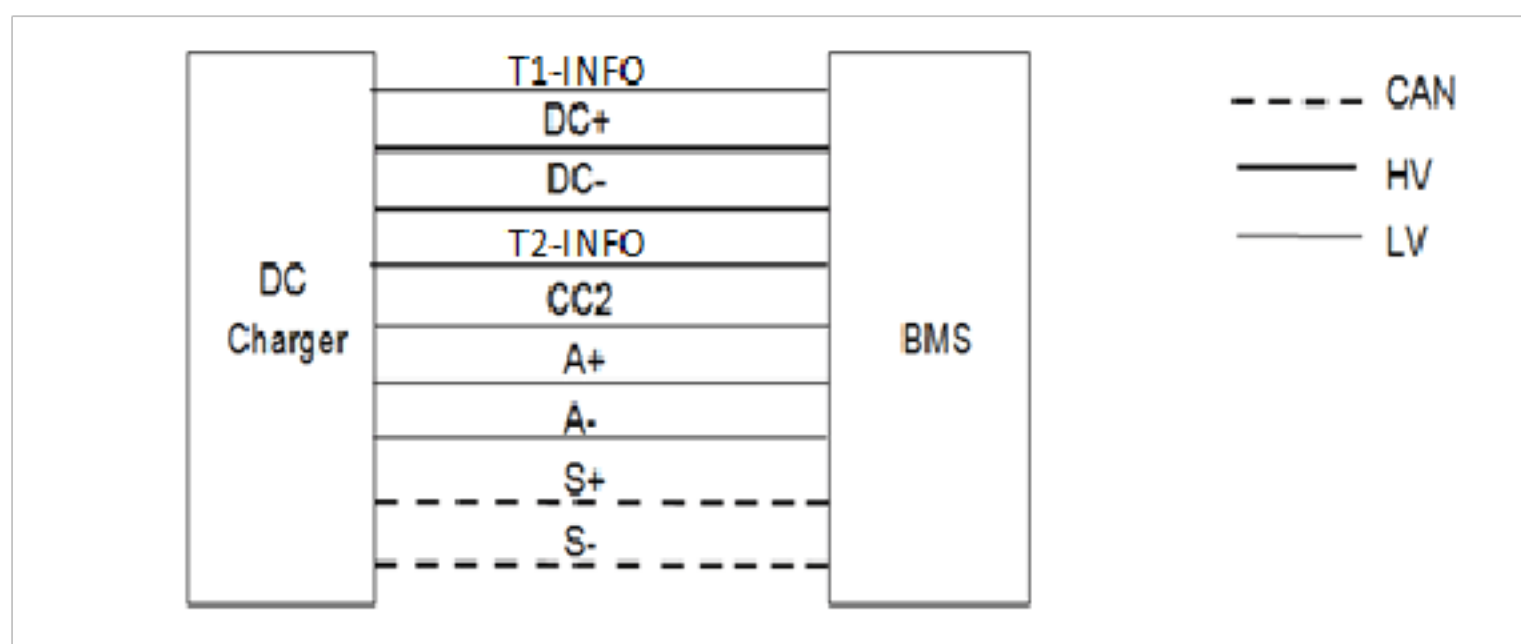 T1-INFO
DC+
DC-
T2-INFO
CC2
A+
A-
S+
S-
DC
Charger
BMS
CAN
HV
LV